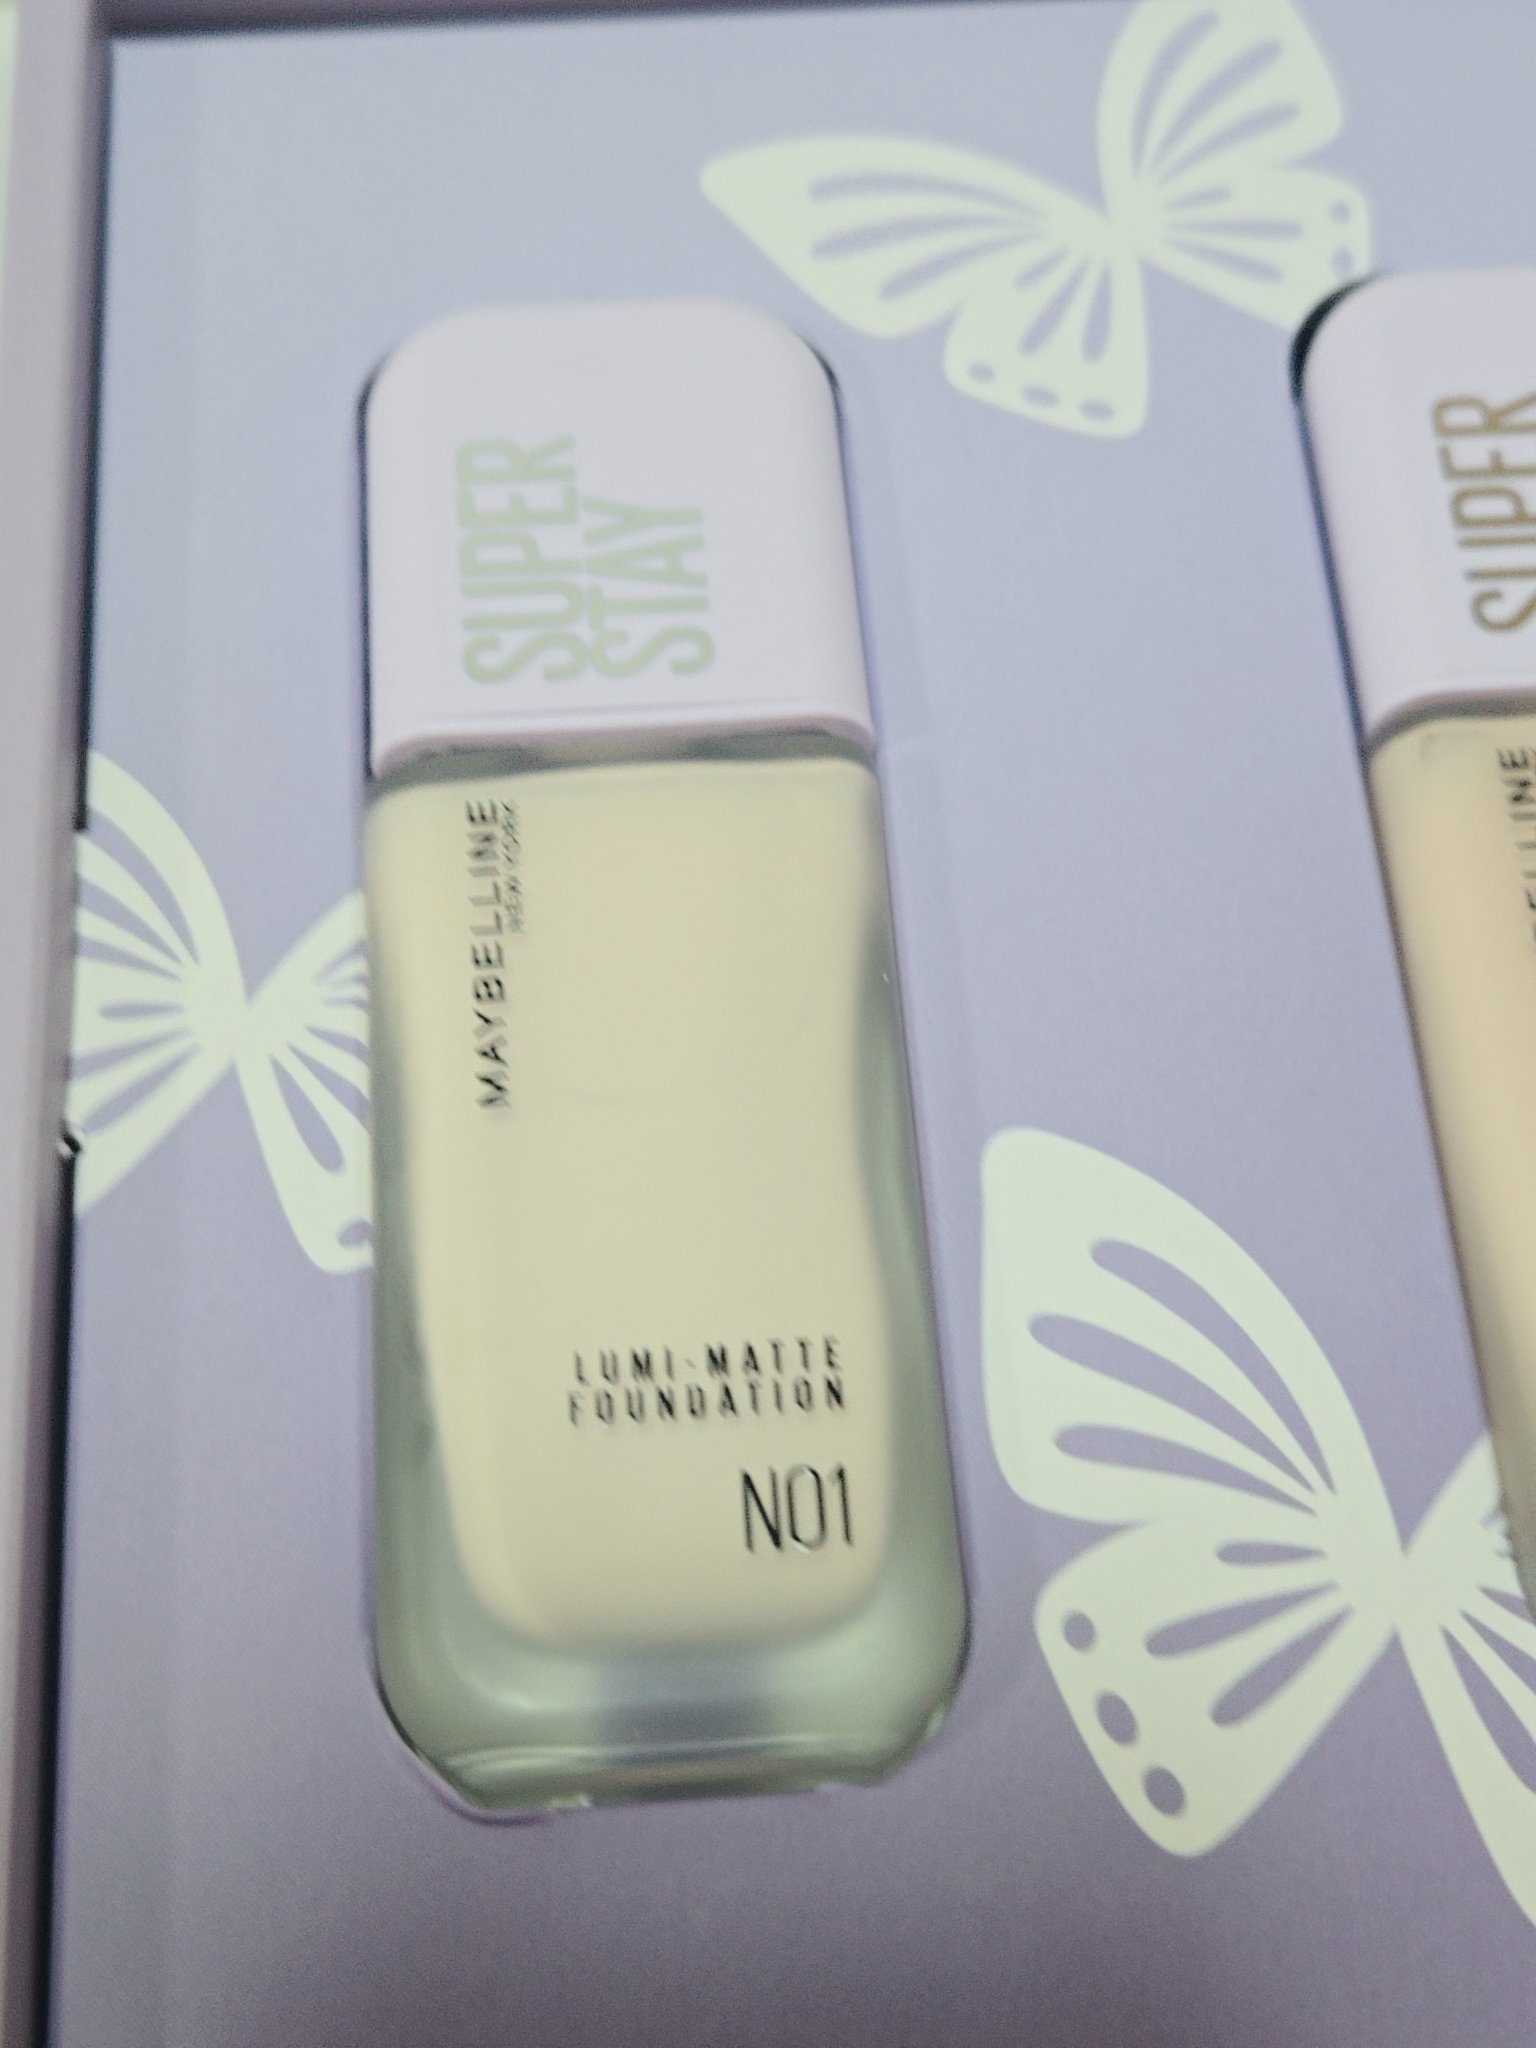 SUPER
STAY
MAYBELLINE
NEW YORK
LUMI-MATTE
FOUNDATION
N01
SUPER